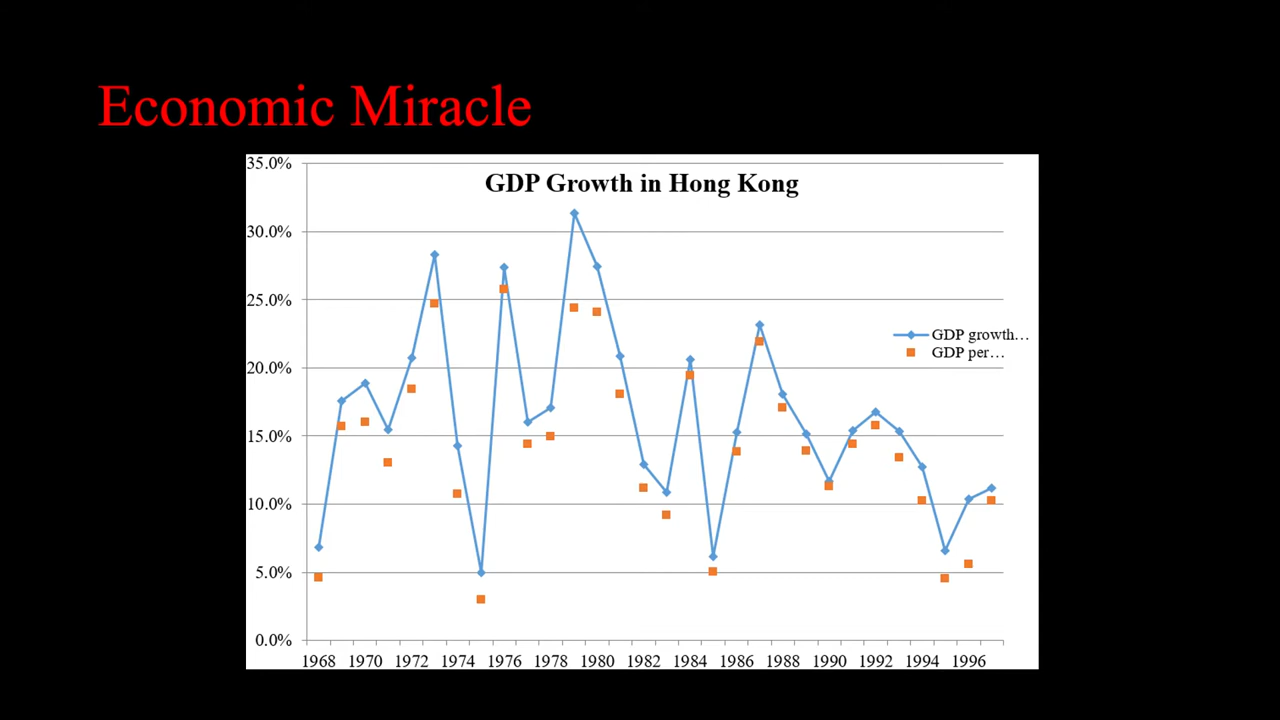 Economic Miracle
GDP Growth in Hong Kong
35.0%
30.0%
25.0%
20.0%
15.0%
10.0%
5.0%
0.0%
GDP growth…
GDP per…
1968 1970 1972 1974 1976 1978 1980 1982 1984 1986 1988 1990 1992 1994 1996